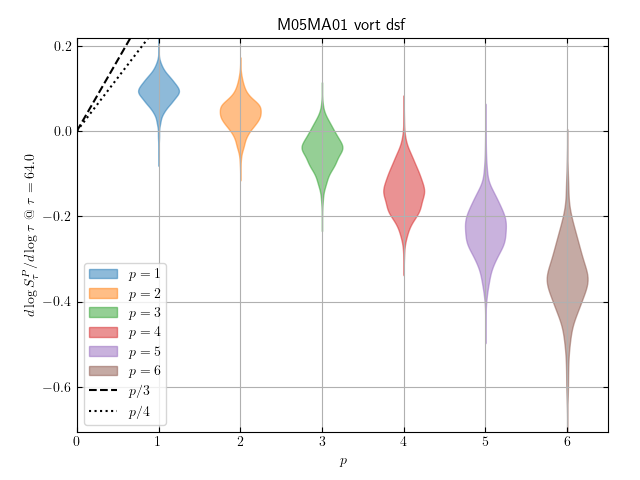 M05MA01 vort dsf
d log S_τ^P / d log τ @ τ = 64.0
0.2
0.0
−0.2
−0.4
−0.6
p = 1
p = 2
p = 3
p = 4
p = 5
p = 6
p/3
p/4
0 1 2 3 4 5 6
p